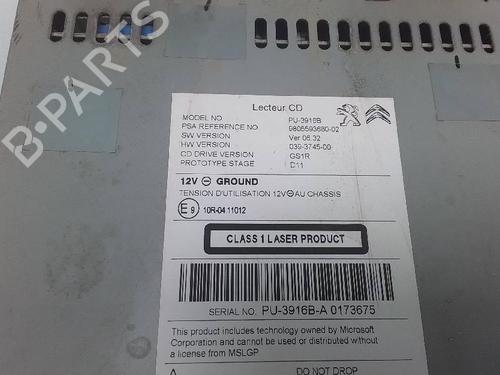 B-PARTS
Lecteur CD
MODEL NO PU-3916B
PSA REFERENCE NO 9805593680-02
SW VERSION Ver 06.32
HW VERSION 039-3745-00
CD DRIVE VERSION GS1R
PROTOTYPE STAGE D11
12V ⊖ GROUND
TENSION D'UTILISATION 12V⊖AU CHASSIS
E9 10R-04 11012
CLASS 1 LASER PRODUCT
SERIAL NO. PU-3916B-A 0173675
This product includes technology owned by Microsoft
Corporation and cannot be used or distributed without
a license from MSLGP
DO NOT DROP